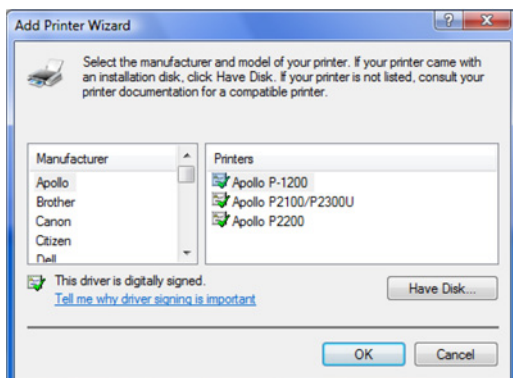 Add Printer Wizard
Select the manufacturer and model of your printer. If your printer came with
an installation disk, click Have Disk. If your printer is not listed, consult your
printer documentation for a compatible printer.
Manufacturer
Apollo
Brother
Canon
Citizen
Dell
Printers
Apollo P-1200
Apollo P2100/P2300U
Apollo P2200
This driver is digitally signed.
Tell me why driver signing is important
Have Disk...
OK
Cancel